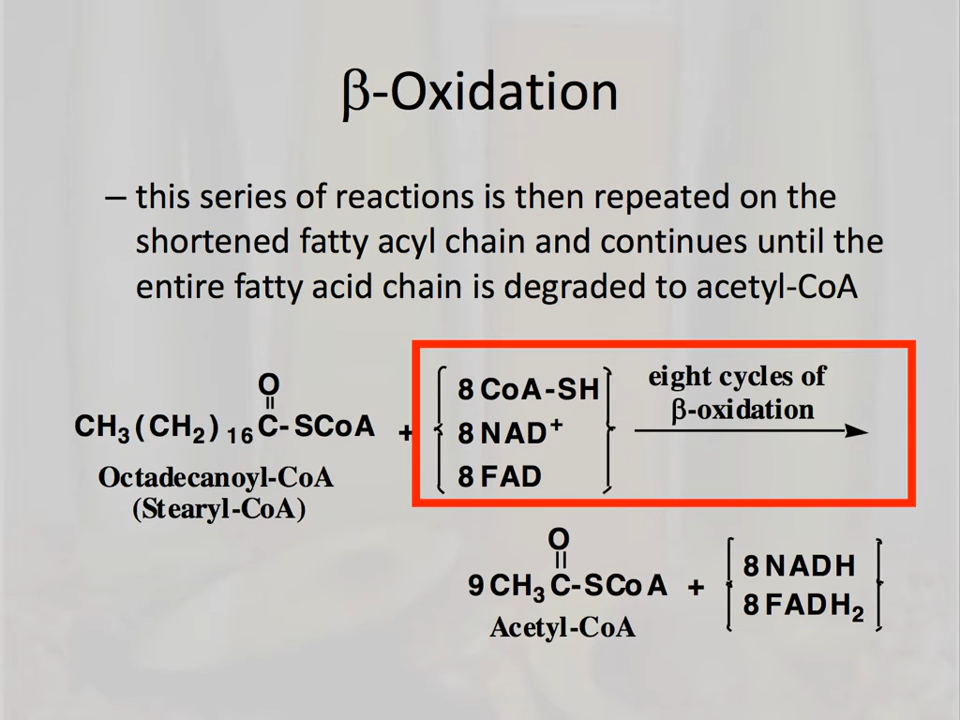 β-Oxidation
– this series of reactions is then repeated on the
shortened fatty acyl chain and continues until the
entire fatty acid chain is degraded to acetyl-CoA
O
CH₃(CH₂)₁₆C-SCoA +
Octadecanoyl-CoA
(Stearyl-CoA)
8 CoA-SH
8 NAD⁺
8 FAD
eight cycles of
β-oxidation
O
9 CH₃C-SCoA +
Acetyl-CoA
8 NADH
8 FADH₂